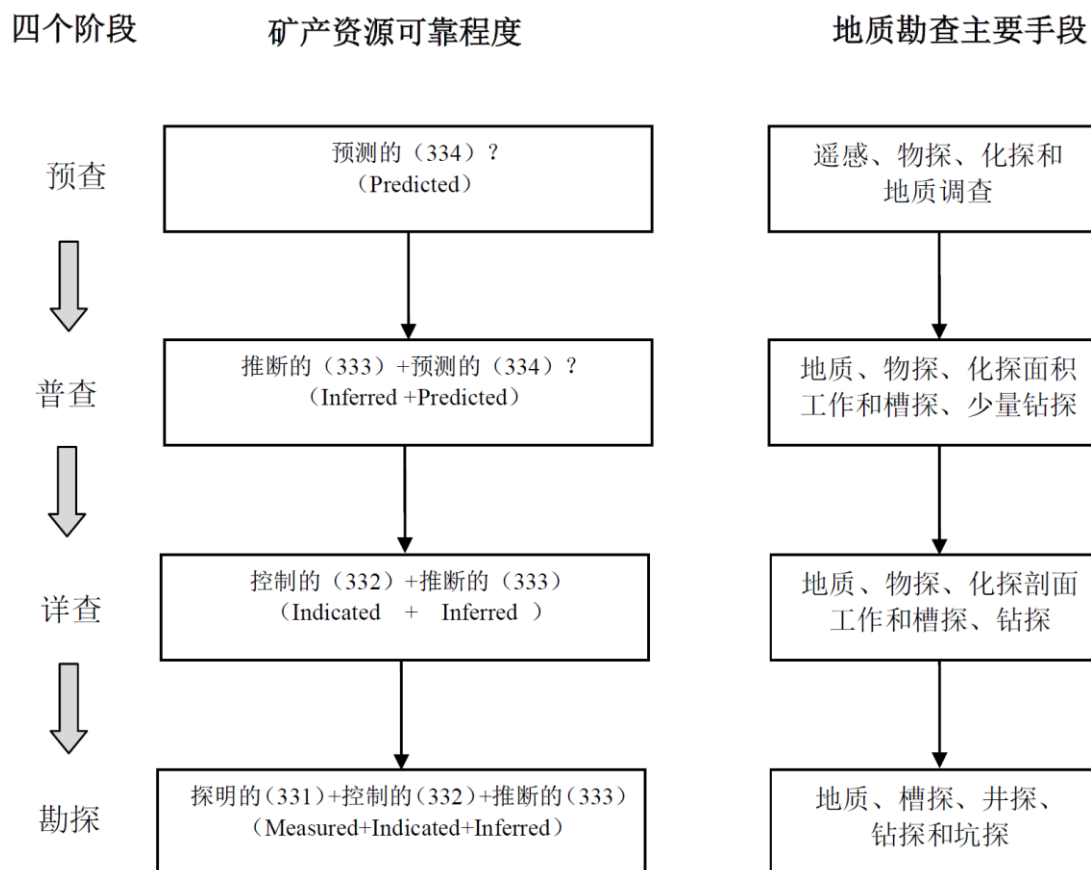 四个阶段 矿产资源可靠程度 地质勘查主要手段
预查
预测的（334）？
（Predicted）
遥感、物探、化探和
地质调查
普查
推断的（333）+预测的（334）？
（Inferred +Predicted）
地质、物探、化探面积
工作和槽探、少量钻探
详查
控制的（332）+推断的（333）
（Indicated + Inferred ）
地质、物探、化探剖面
工作和槽探、钻探
勘探
探明的(331)+控制的(332)+推断的(333)
(Measured+Indicated+Inferred)
地质、槽探、井探、
钻探和坑探